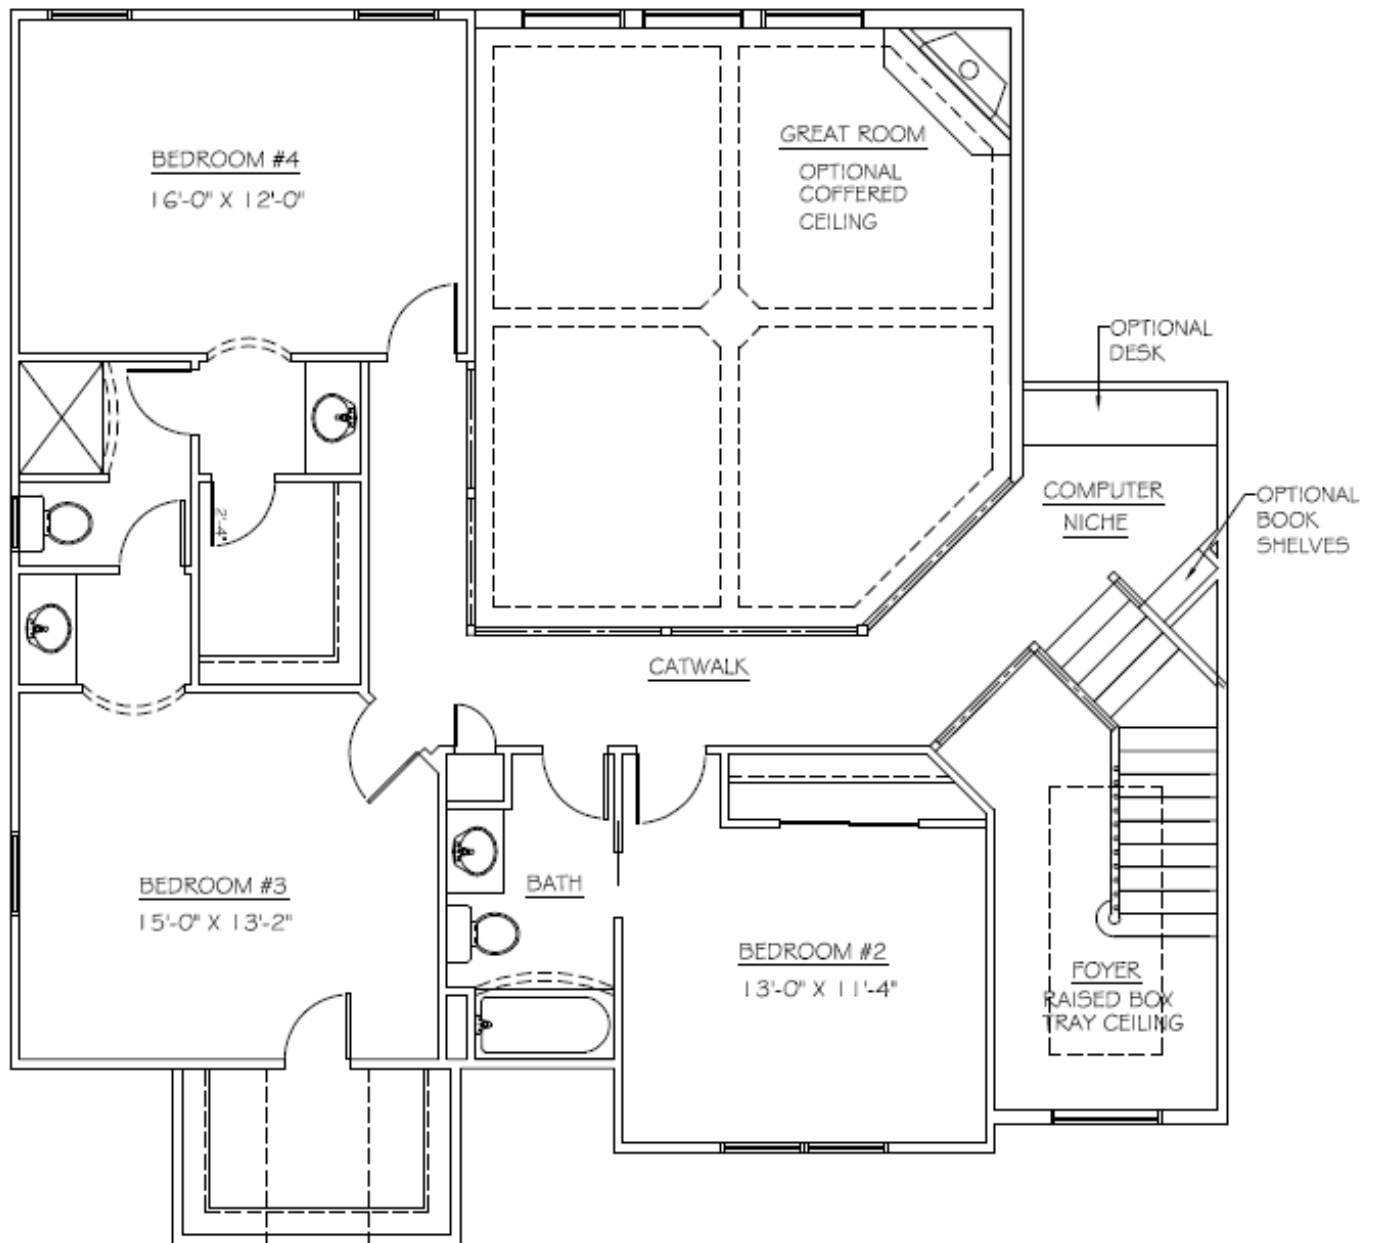 BEDROOM #4
16'-0" X 12'-0"
GREAT ROOM
OPTIONAL
COFFERED
CEILING
OPTIONAL
DESK
COMPUTER
NICHE
OPTIONAL
BOOK
SHELVES
2'-4"
CATWALK
BEDROOM #3
15'-0" X 13'-2"
BATH
BEDROOM #2
13'-0" X 11'-4"
FOYER
RAISED BOX
TRAY CEILING